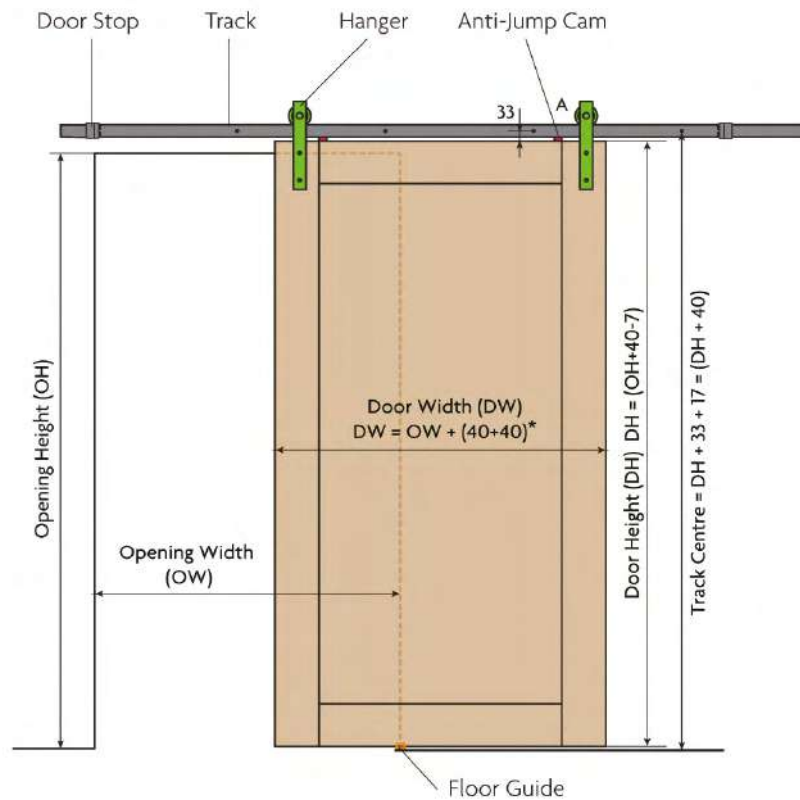 Door Stop
Track
Hanger
Anti-Jump Cam
33
A
Opening Height (OH)
Door Width (DW)
DW = OW + (40+40)*
Opening Width
(OW)
Door Height (DH) DH = (OH+40-7)
Track Centre = DH + 33 + 17 = (DH + 40)
Floor Guide